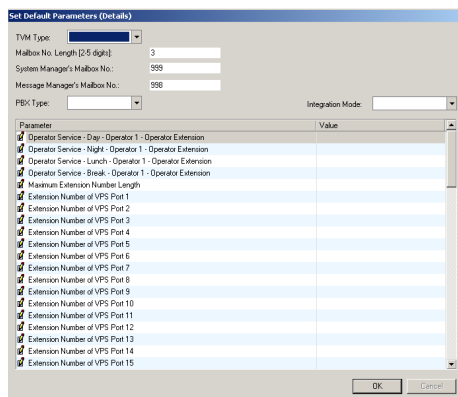 Set Default Parameters (Details)
TVM Type:
Mailbox No. Length [2-5 digits]: 3
System Manager's Mailbox No.: 999
Message Manager's Mailbox No.: 998
PBX Type: Integration Mode:
Parameter Value
Operator Service - Day - Operator 1 - Operator Extension
Operator Service - Night - Operator 1 - Operator Extension
Operator Service - Lunch - Operator 1 - Operator Extension
Operator Service - Break - Operator 1 - Operator Extension
Maximum Extension Number Length
Extension Number of VPS Port 1
Extension Number of VPS Port 2
Extension Number of VPS Port 3
Extension Number of VPS Port 4
Extension Number of VPS Port 5
Extension Number of VPS Port 6
Extension Number of VPS Port 7
Extension Number of VPS Port 8
Extension Number of VPS Port 9
Extension Number of VPS Port 10
Extension Number of VPS Port 11
Extension Number of VPS Port 12
Extension Number of VPS Port 13
Extension Number of VPS Port 14
Extension Number of VPS Port 15
OK Cancel